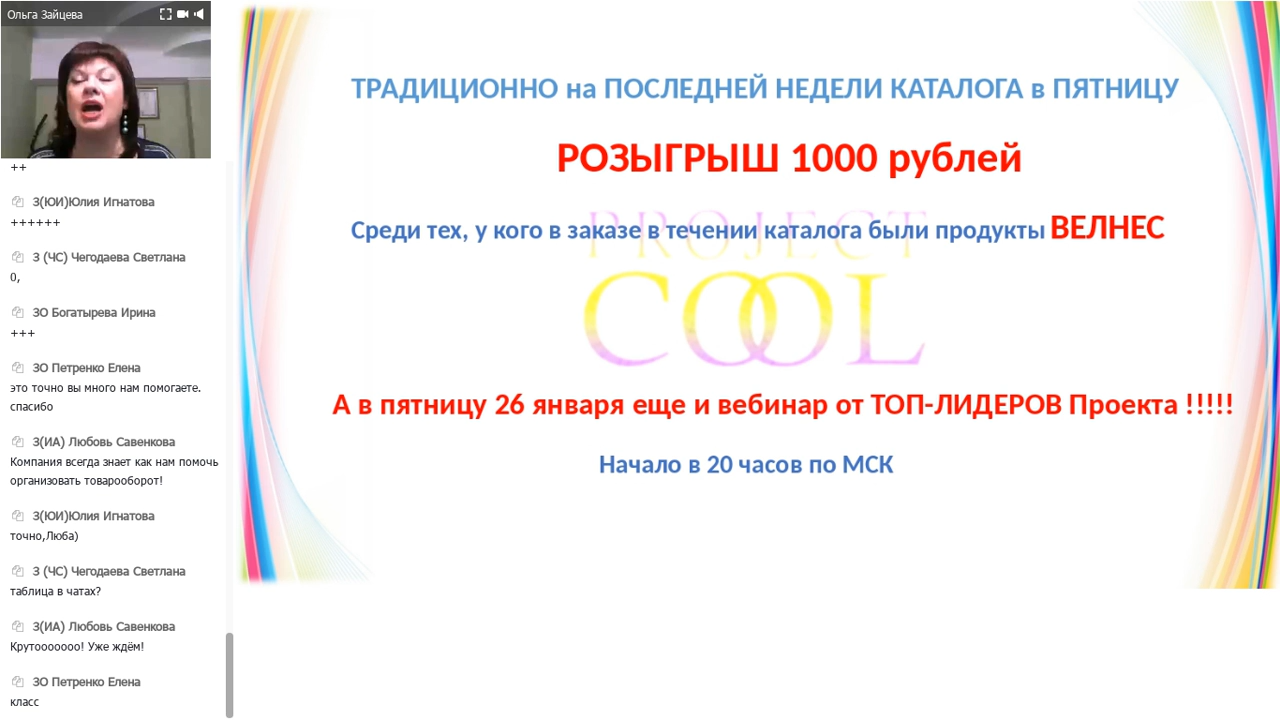 Ольга Зайцева
++
З(ЮИ)Юлия Игнатова
++++++
З (ЧС) Чегодаева Светлана
0,
ЗО Богатырева Ирина
+++
ЗО Петренко Елена
это точно вы много нам помогаете.
спасибо
З(ИА) Любовь Савенкова
Компания всегда знает как нам помочь
организовать товарооборот!
З(ЮИ)Юлия Игнатова
точно,Люба)
З (ЧС) Чегодаева Светлана
таблица в чатах?
З(ИА) Любовь Савенкова
Крутооооооо! Уже ждём!
ЗО Петренко Елена
класс
ТРАДИЦИОННО на ПОСЛЕДНЕЙ НЕДЕЛИ КАТАЛОГА в ПЯТНИЦУ
РОЗЫГРЫШ 1000 рублей
Среди тех, у кого в заказе в течении каталога были продукты ВЕЛНЕС
PROJECT
COOL
А в пятницу 26 января еще и вебинар от ТОП-ЛИДЕРОВ Проекта !!!!!
Начало в 20 часов по МСК